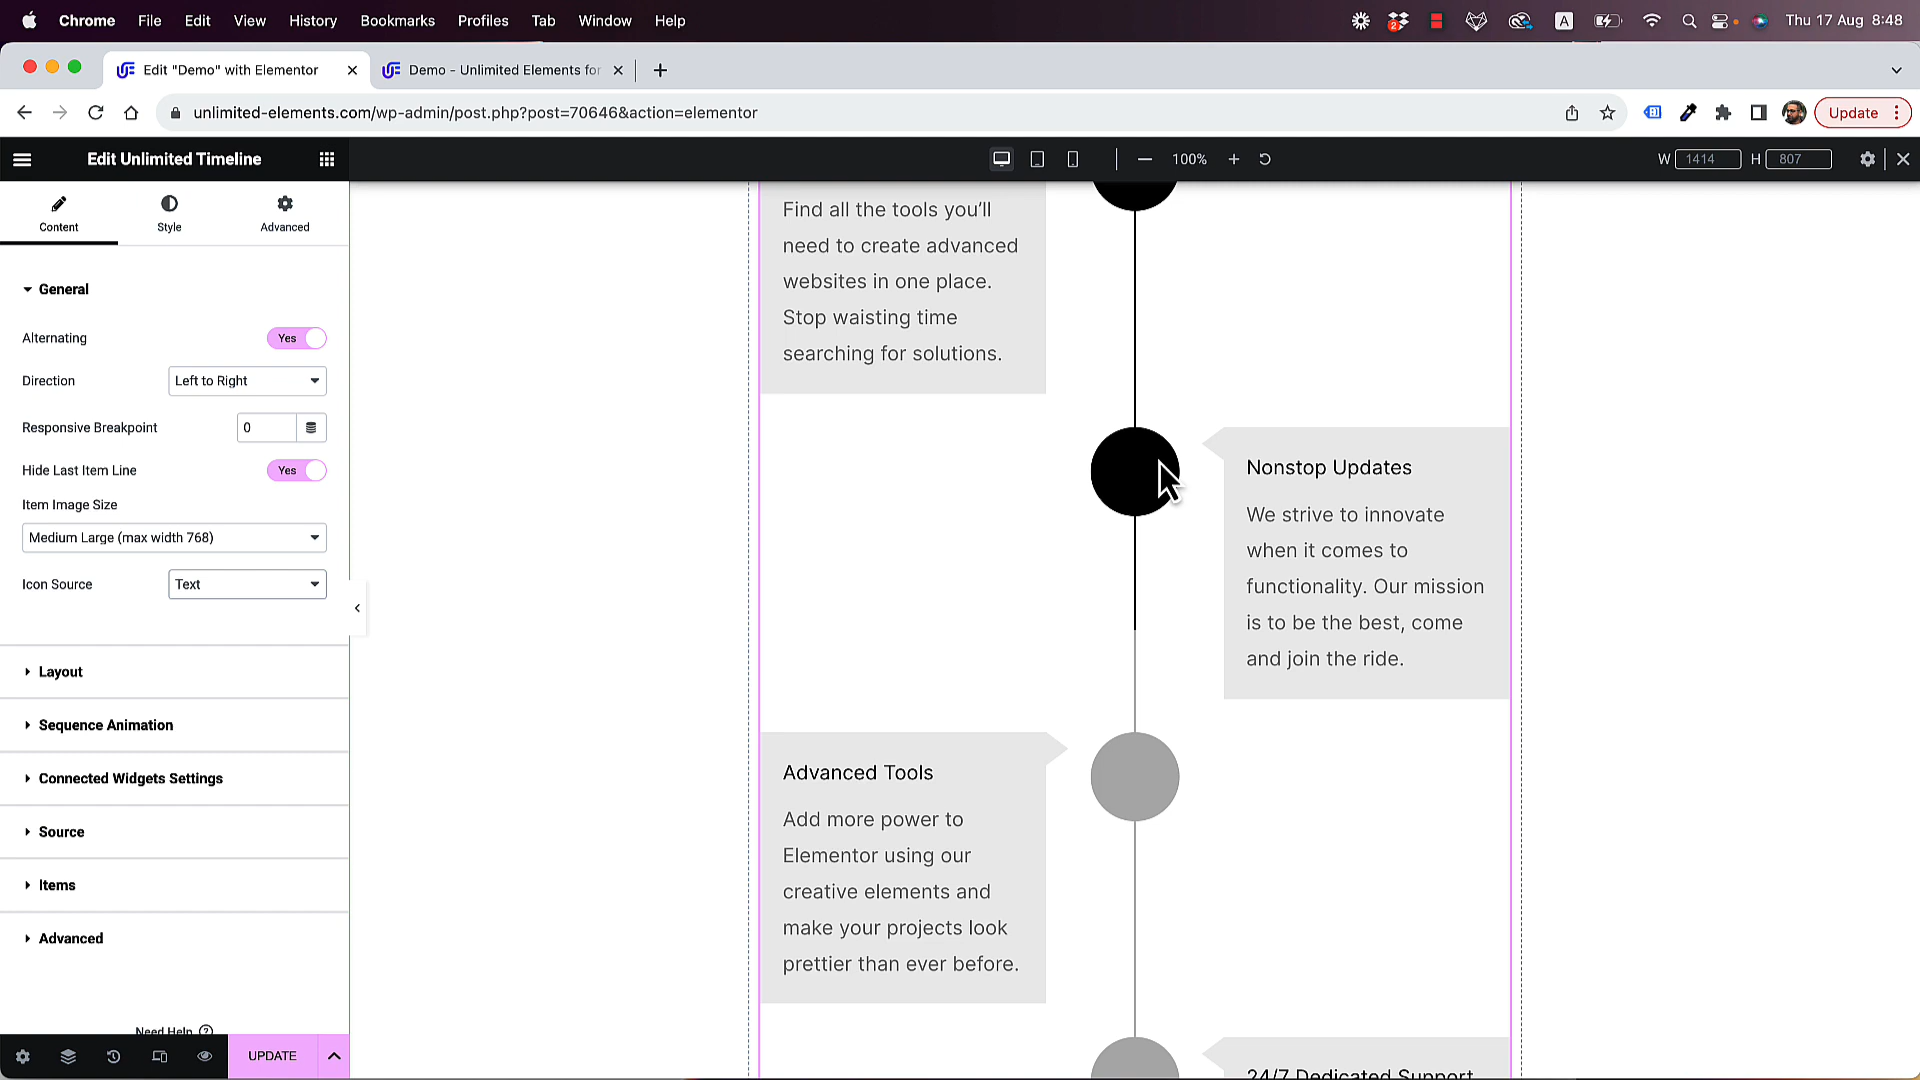 Chrome File Edit View History Bookmarks Profiles Tab Window Help
2
A
Thu 17 Aug 8:48
Edit "Demo" with Elementor
Demo - Unlimited Elements for
unlimited-elements.com/wp-admin/post.php?post=70646&action=elementor
Update
Edit Unlimited Timeline
100%
W 1414 H 807
Content
Style
Advanced
General
Alternating Yes
Direction Left to Right
Responsive Breakpoint 0
Hide Last Item Line Yes
Item Image Size
Medium Large (max width 768)
Icon Source Text
Layout
Sequence Animation
Connected Widgets Settings
Source
Items
Advanced
Need Help ?
UPDATE
Find all the tools you’ll
need to create advanced
websites in one place.
Stop waisting time
searching for solutions.
Nonstop Updates
We strive to innovate
when it comes to
functionality. Our mission
is to be the best, come
and join the ride.
Advanced Tools
Add more power to
Elementor using our
creative elements and
make your projects look
prettier than ever before.
24/7 Dedicated Support